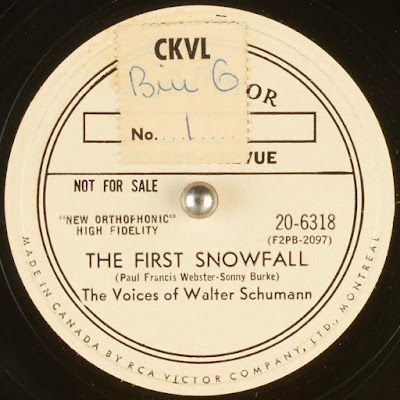 CKVL
Bill 6
No. 1
OR
VUE
NOT FOR SALE
"NEW ORTHOPHONIC"
HIGH FIDELITY
20-6318
(F2PB-2097)
THE FIRST SNOWFALL
(Paul Francis Webster-Sonny Burke)
The Voices of Walter Schumann
MADE IN CANADA BY RCA VICTOR COMPANY, LTD., MONTREAL